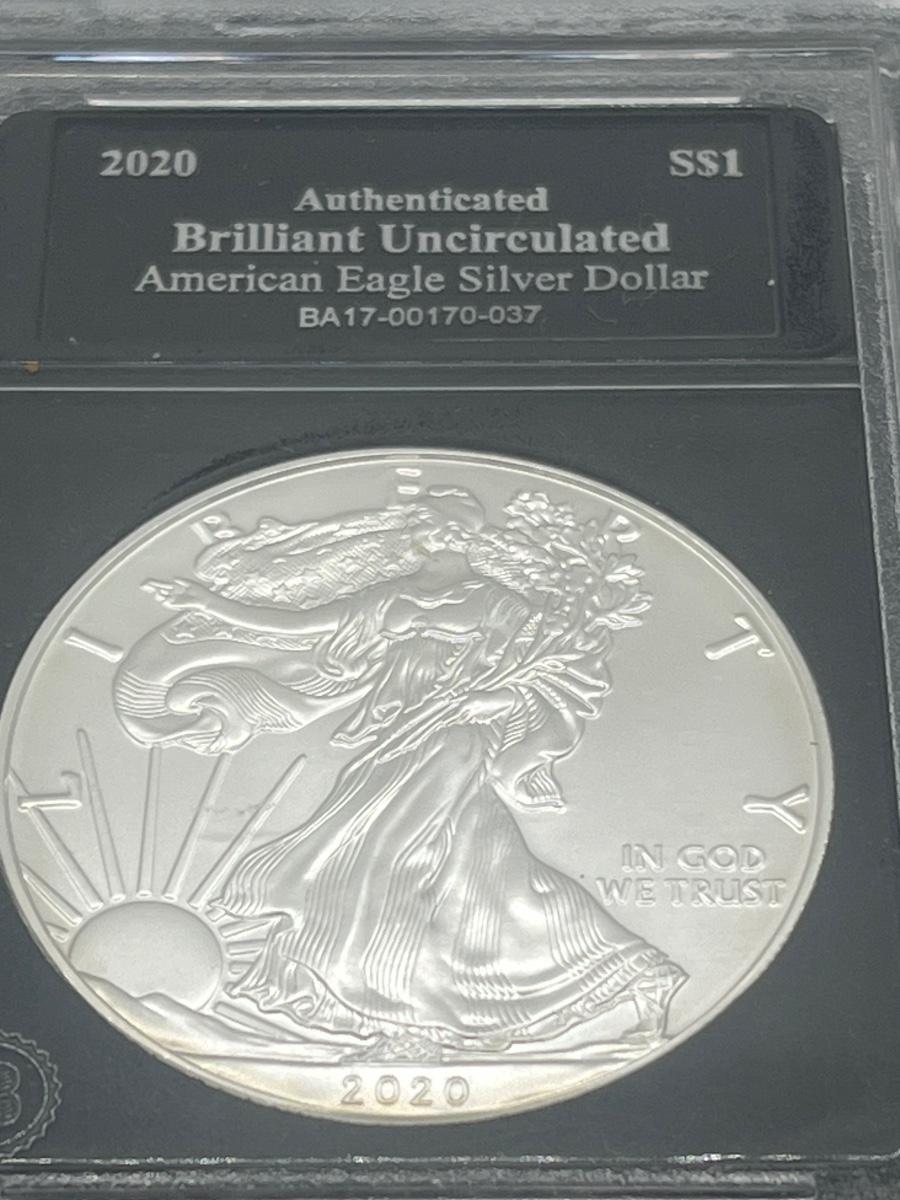 2020 S$1
Authenticated
Brilliant Uncirculated
American Eagle Silver Dollar
BA17-00170-037
LIBERTY
IN GOD
WE TRUST
2020